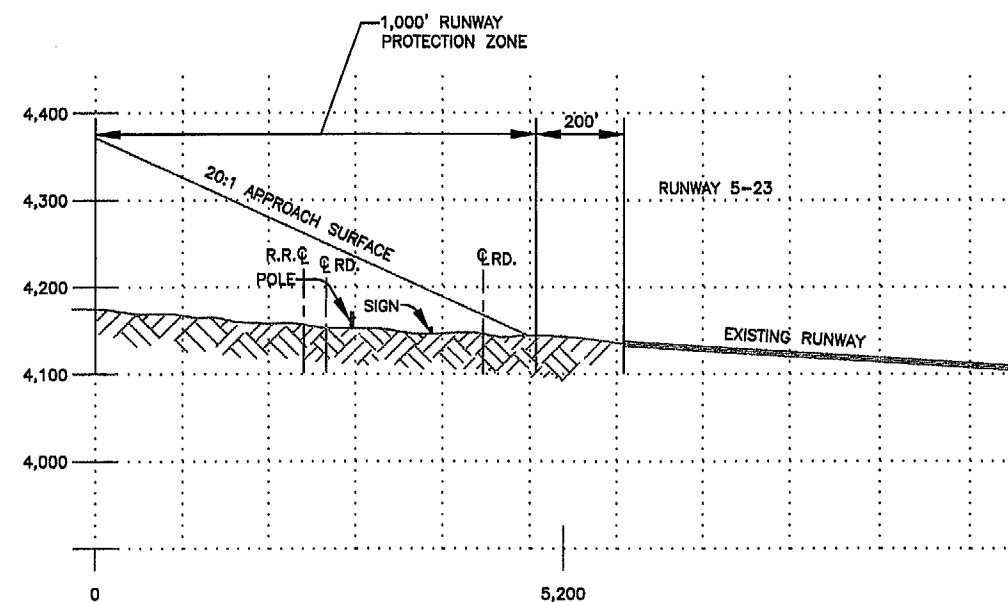 1,000' RUNWAY
PROTECTION ZONE
4,400
200'
20:1 APPROACH SURFACE
RUNWAY 5-23
4,300
R.R. ℄
℄ RD.
℄ RD.
POLE
4,200
SIGN
EXISTING RUNWAY
4,100
4,000
0
5,200